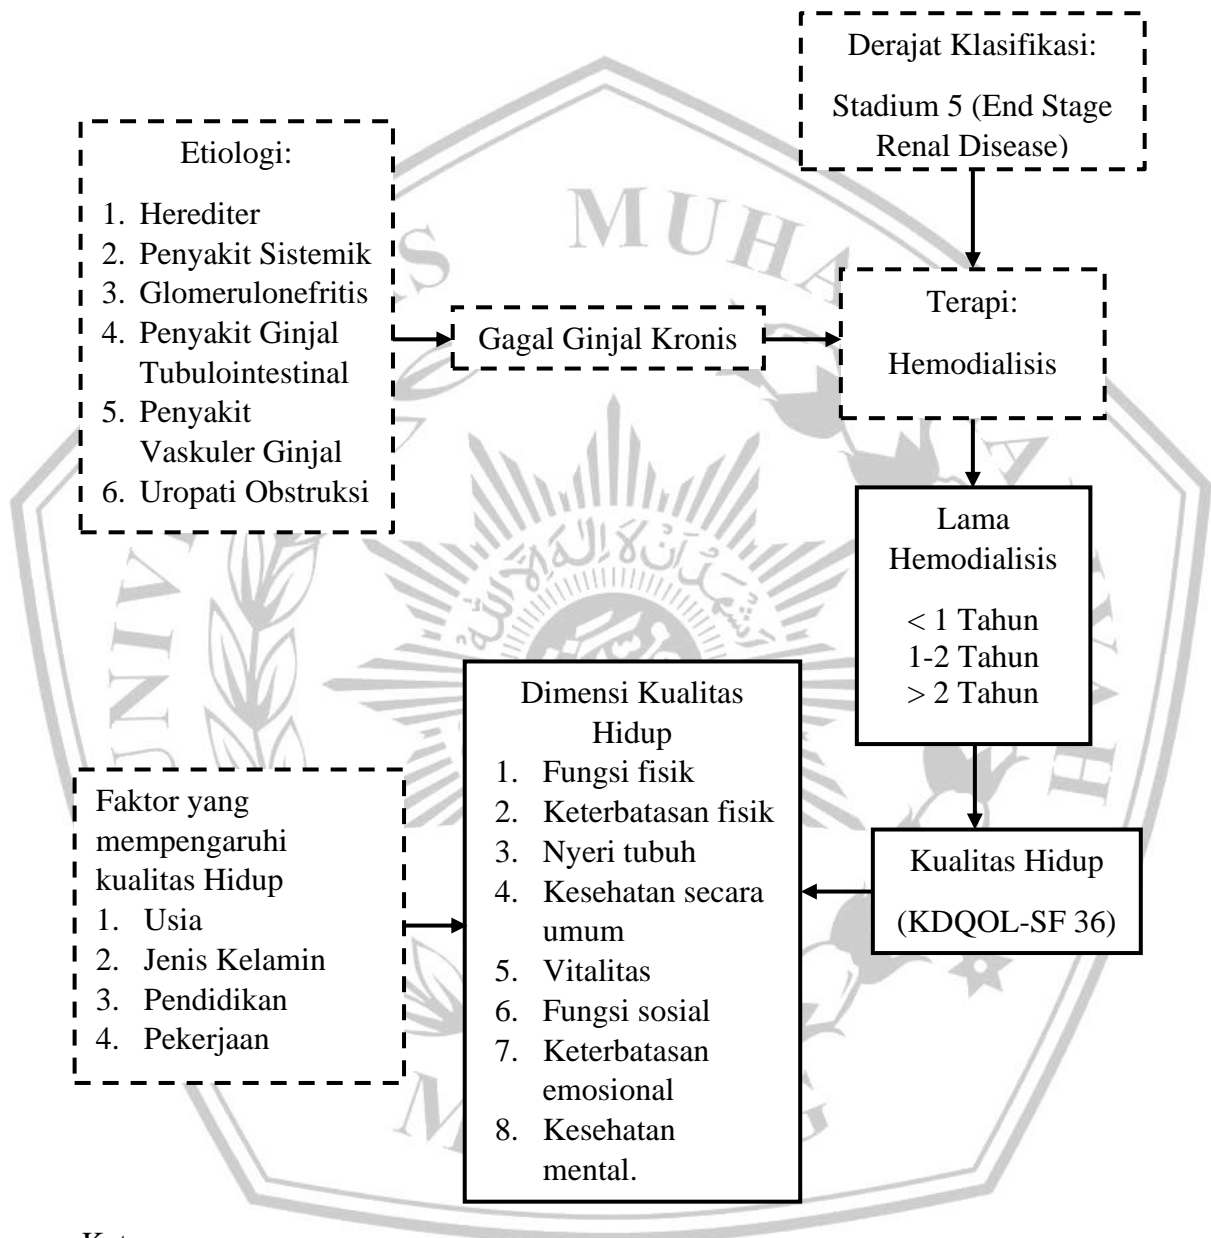 Derajat Klasifikasi:
Stadium 5 (End Stage
Renal Disease)
Etiologi:
1. Herediter
2. Penyakit Sistemik
3. Glomerulonefritis
4. Penyakit Ginjal
Tubulointestinal
5. Penyakit
Vaskuler Ginjal
6. Uropati Obstruksi
Gagal Ginjal Kronis
Terapi:
Hemodialisis
Lama
Hemodialisis
< 1 Tahun
1-2 Tahun
> 2 Tahun
Kualitas Hidup
(KDQOL-SF 36)
Dimensi Kualitas
Hidup
1. Fungsi fisik
2. Keterbatasan fisik
3. Nyeri tubuh
4. Kesehatan secara
umum
5. Vitalitas
6. Fungsi sosial
7. Keterbatasan
emosional
8. Kesehatan
mental.
Faktor yang
mempengaruhi
kualitas Hidup
1. Usia
2. Jenis Kelamin
3. Pendidikan
4. Pekerjaan